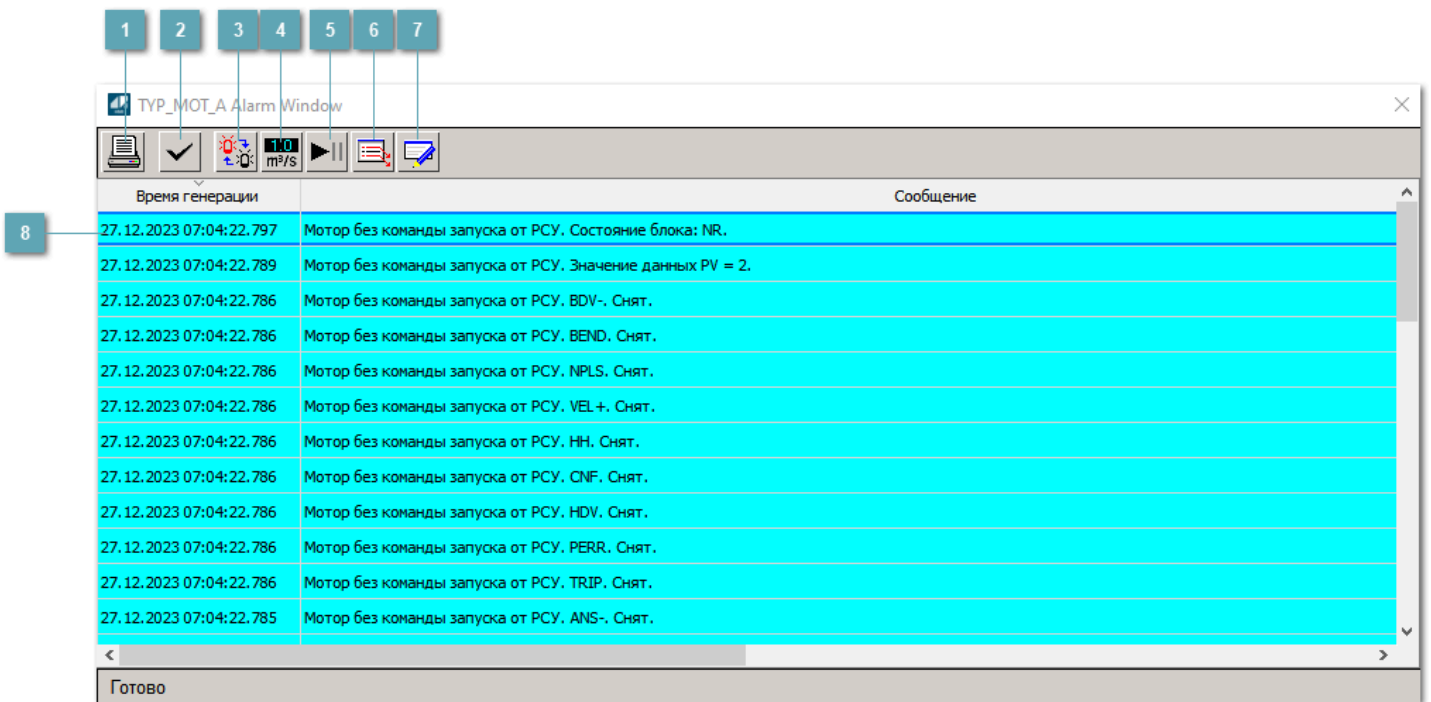 1 2 3 4 5 6 7
TYP_MOT_A Alarm Window
1.0
m³/s
Время генерации Сообщение
8
27.12.2023 07:04:22.797 Мотор без команды запуска от РСУ. Состояние блока: NR.
27.12.2023 07:04:22.789 Мотор без команды запуска от РСУ. Значение данных PV = 2.
27.12.2023 07:04:22.786 Мотор без команды запуска от РСУ. BDV-. Снят.
27.12.2023 07:04:22.786 Мотор без команды запуска от РСУ. BEND. Снят.
27.12.2023 07:04:22.786 Мотор без команды запуска от РСУ. NPLS. Снят.
27.12.2023 07:04:22.786 Мотор без команды запуска от РСУ. VEL+. Снят.
27.12.2023 07:04:22.786 Мотор без команды запуска от РСУ. HH. Снят.
27.12.2023 07:04:22.786 Мотор без команды запуска от РСУ. CNF. Снят.
27.12.2023 07:04:22.786 Мотор без команды запуска от РСУ. HDV. Снят.
27.12.2023 07:04:22.786 Мотор без команды запуска от РСУ. PERR. Снят.
27.12.2023 07:04:22.786 Мотор без команды запуска от РСУ. TRIP. Снят.
27.12.2023 07:04:22.785 Мотор без команды запуска от РСУ. ANS-. Снят.
Готово